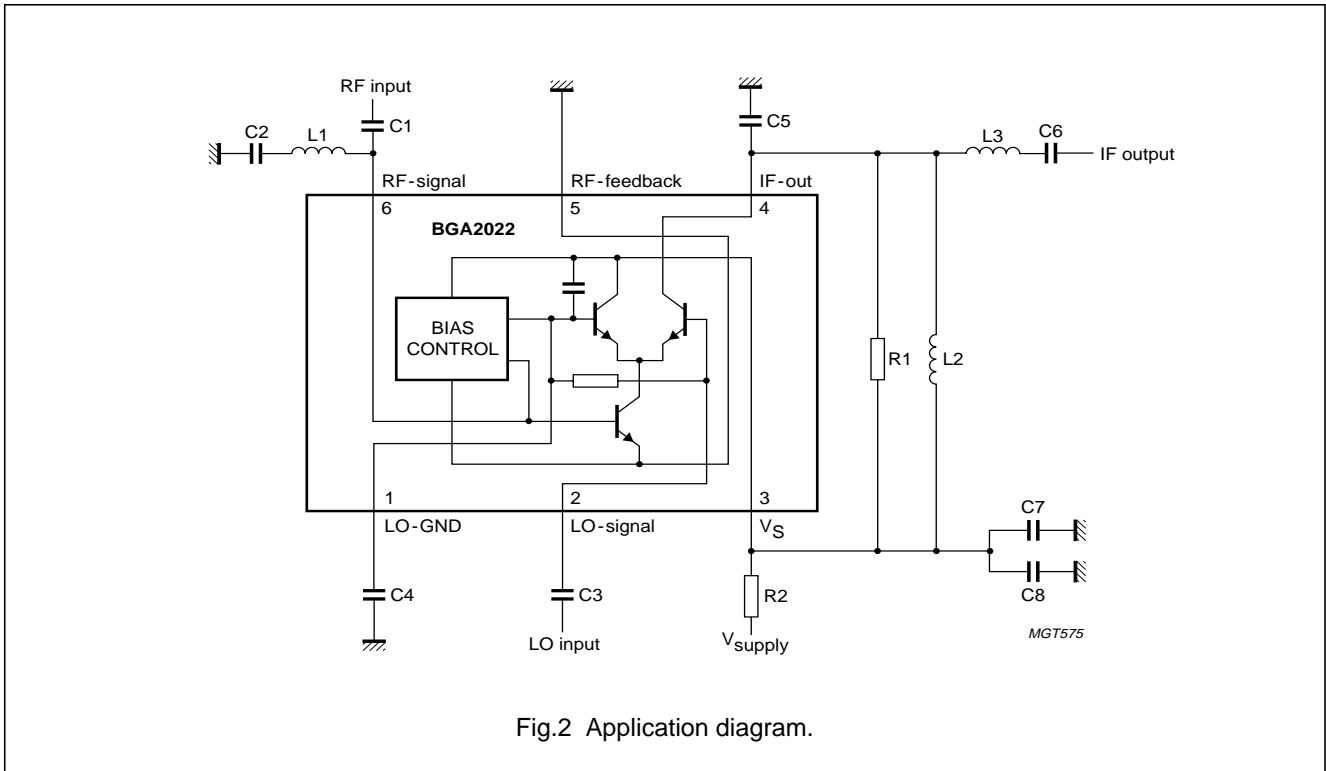 RF input
C1
C2
L1
C5
L3
C6
IF output
RF-signal
RF-feedback
IF-out
6
5
4
BGA2022
BIAS
CONTROL
R1
L2
1
2
3
LO-GND
LO-signal
VS
C7
C4
C3
R2
C8
LO input
Vsupply
MGT575
Fig.2 Application diagram.